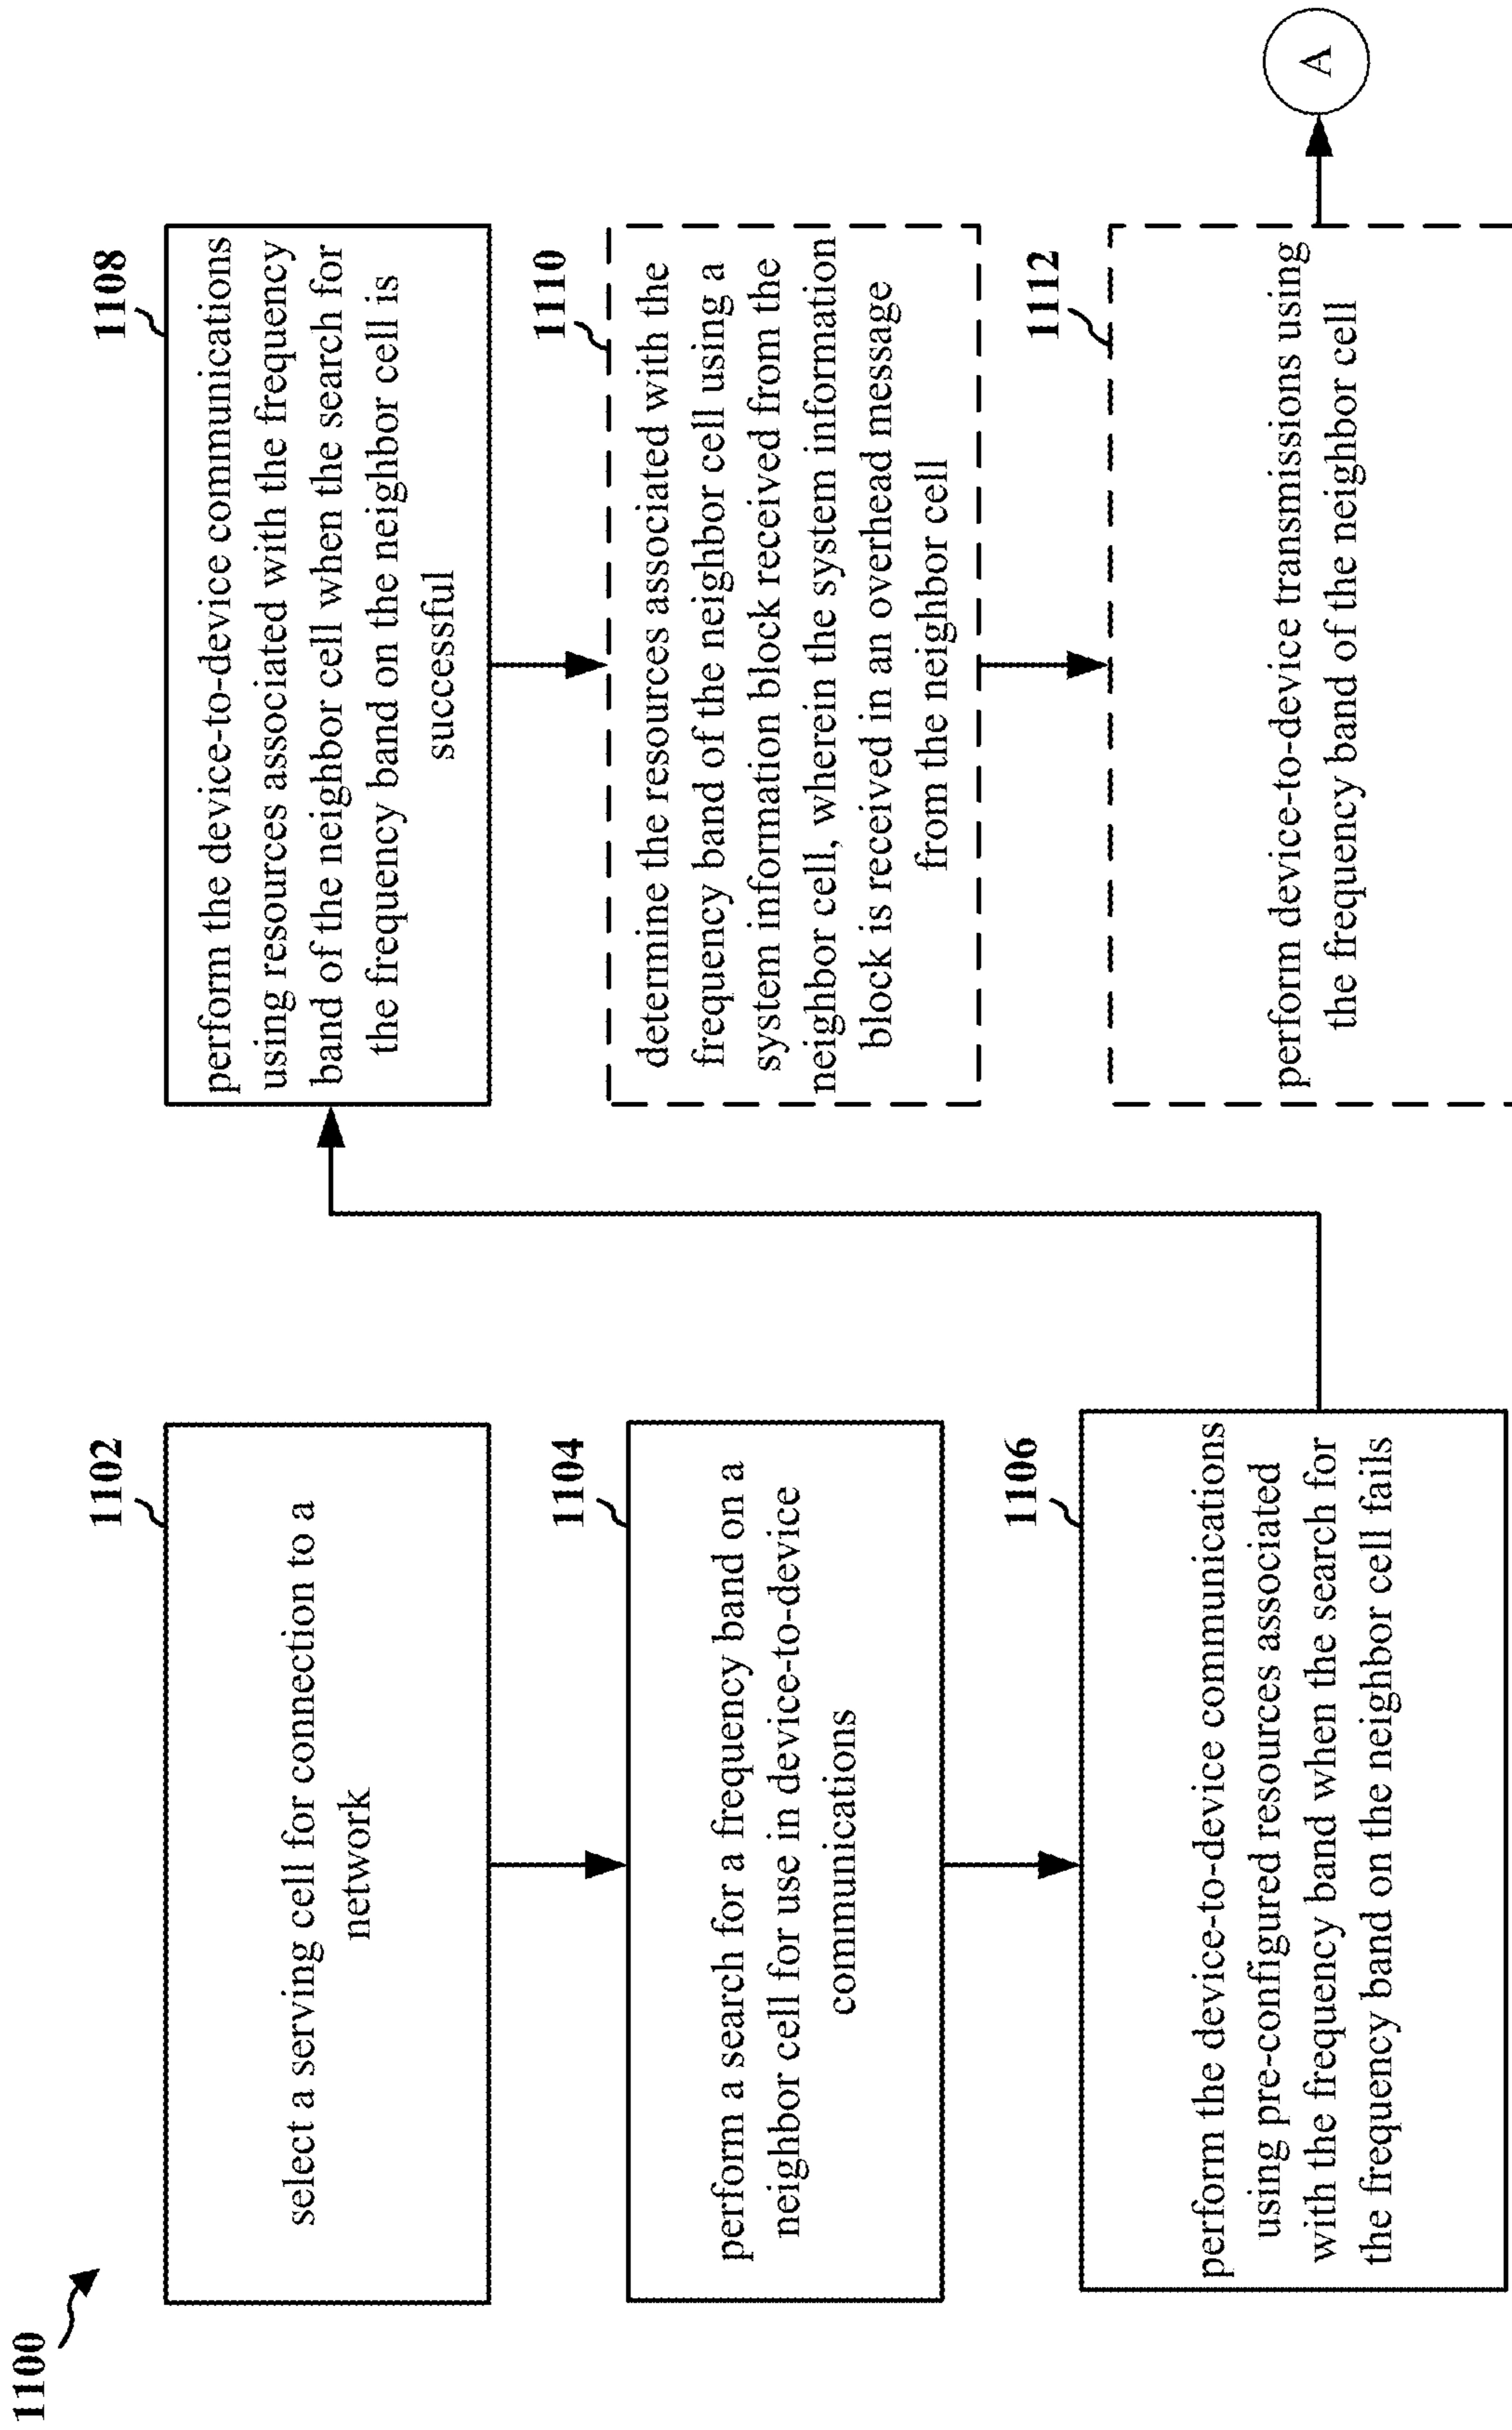 1100
1102
select a serving cell for connection to a
network
1104
perform a search for a frequency band on a
neighbor cell for use in device-to-device
communications
1106
perform the device-to-device communications
using pre-configured resources associated
with the frequency band when the search for
the frequency band on the neighbor cell fails
1108
perform the device-to-device communications
using resources associated with the frequency
band of the neighbor cell when the search for
the frequency band on the neighbor cell is
successful
1110
determine the resources associated with the
frequency band of the neighbor cell using a
system information block received from the
neighbor cell, wherein the system information
block is received in an overhead message
from the neighbor cell
1112
perform device-to-device transmissions using
the frequency band of the neighbor cell
A